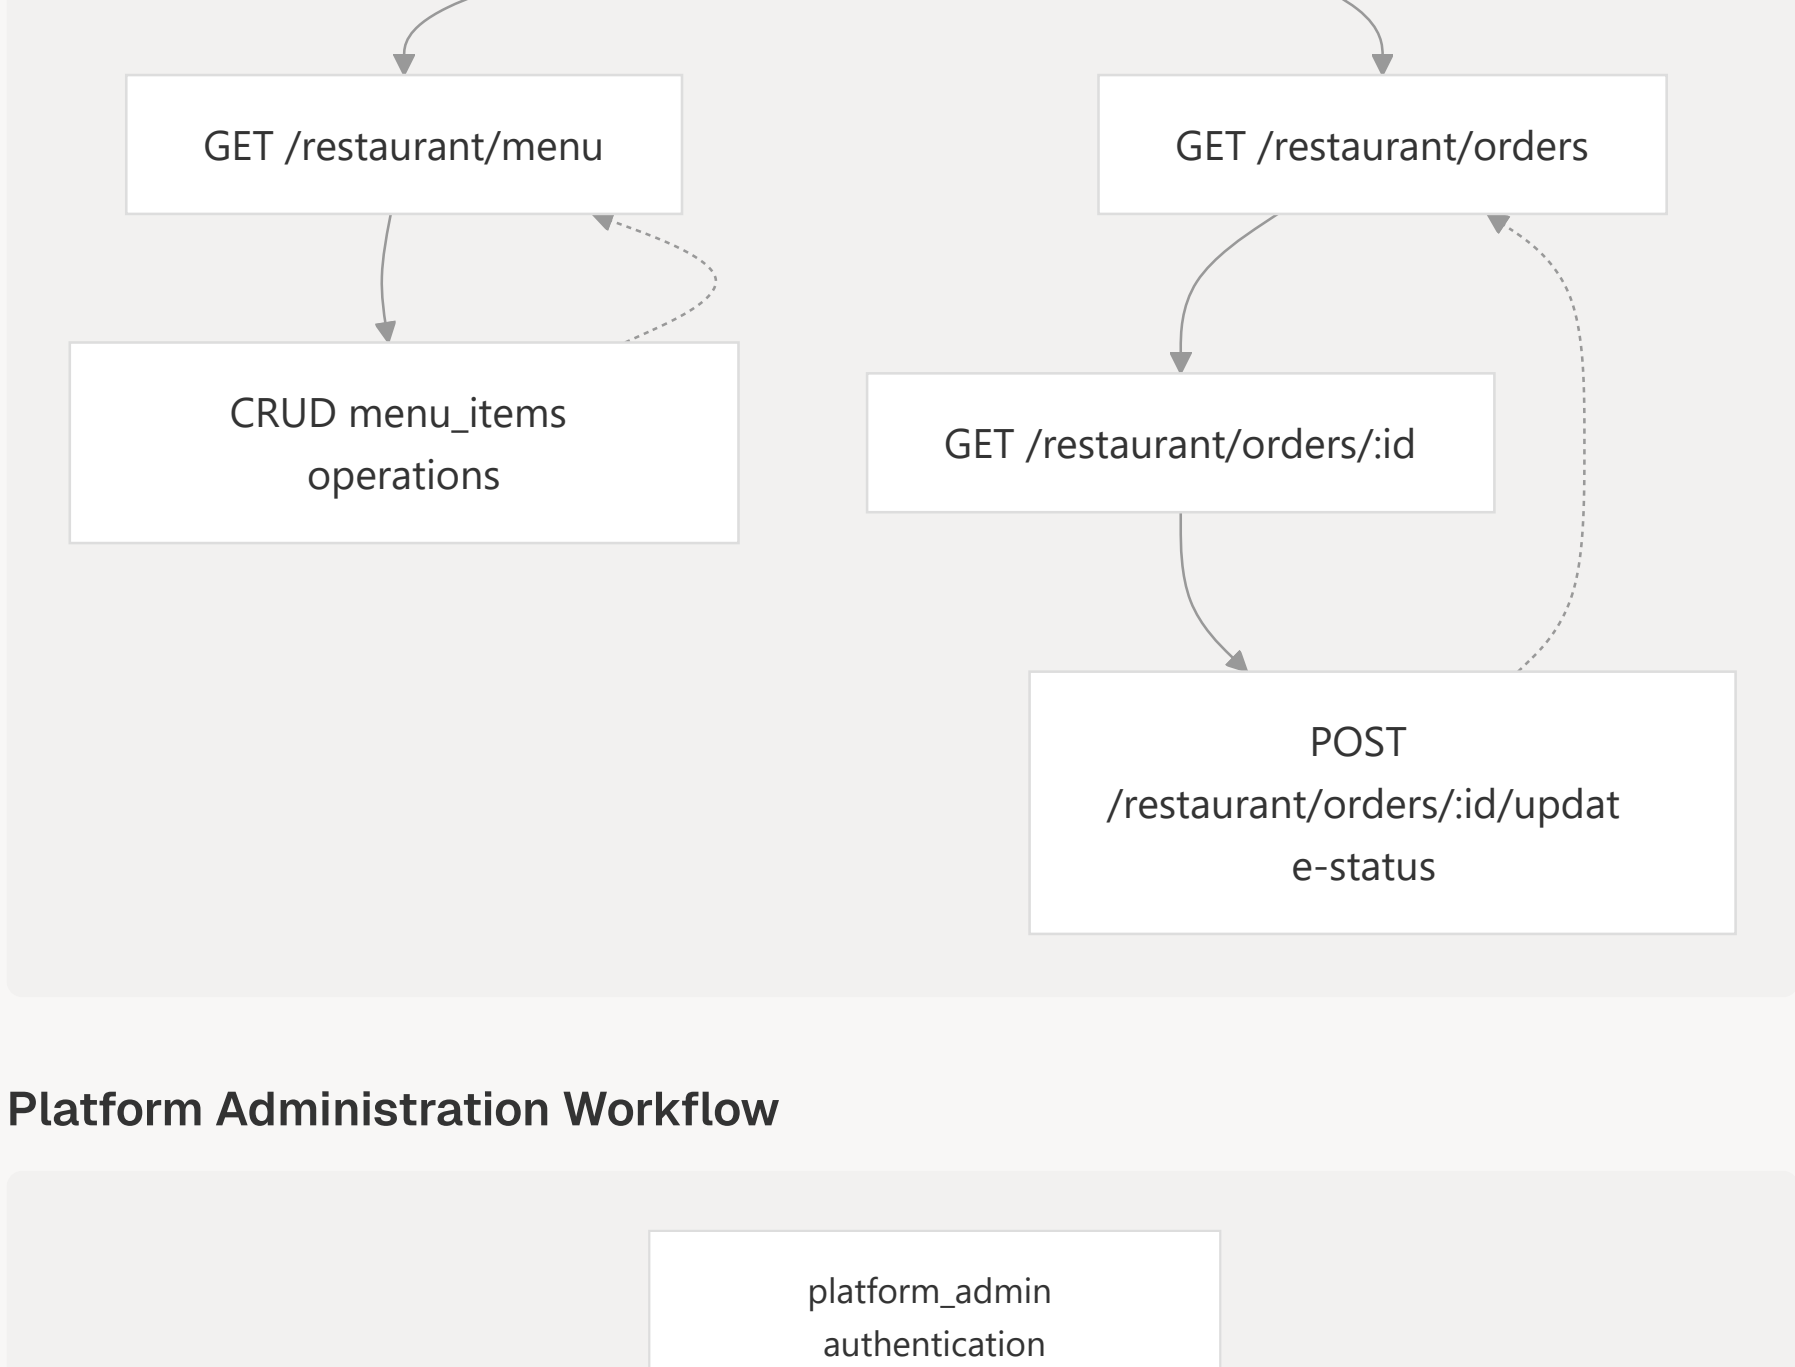 GET /restaurant/menu
GET /restaurant/orders
CRUD menu_items
operations
GET /restaurant/orders/:id
POST
/restaurant/orders/:id/updat
e-status
Platform Administration Workflow
platform_admin
authentication